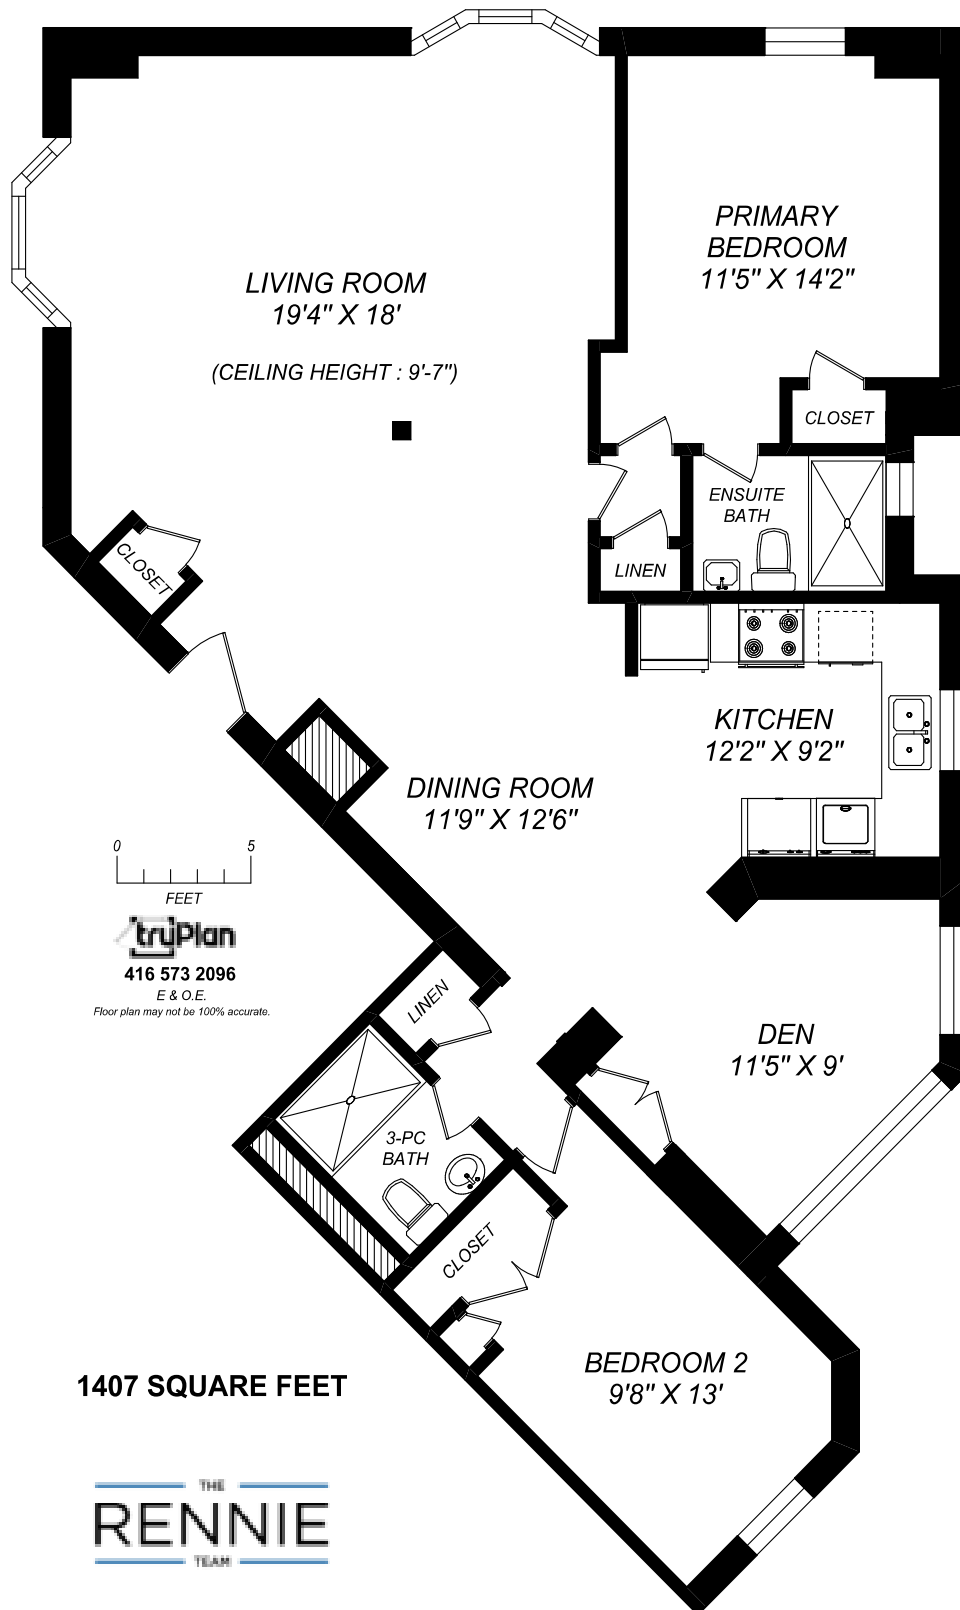 LIVING ROOM
19'4" X 18'
(CEILING HEIGHT : 9'-7")
PRIMARY
BEDROOM
11'5" X 14'2"
CLOSET
ENSUITE
BATH
LINEN
CLOSET
KITCHEN
12'2" X 9'2"
DINING ROOM
11'9" X 12'6"
0 5
FEET
truPlan
416 573 2096
E & O.E.
Floor plan may not be 100% accurate.
LINEN
DEN
11'5" X 9'
3-PC
BATH
CLOSET
BEDROOM 2
9'8" X 13'
1407 SQUARE FEET
THE
RENNIE
TEAM